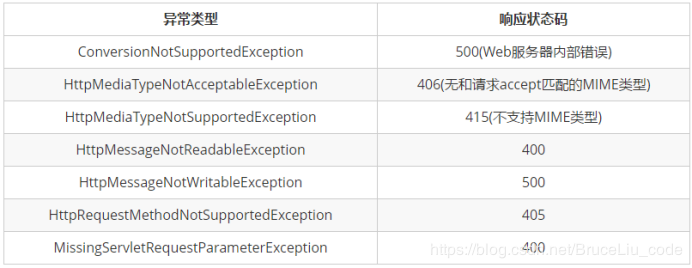 异常类型 响应状态码
ConversionNotSupportedException 500(Web服务器内部错误)
HttpMediaTypeNotAcceptableException 406(无和请求accept匹配的MIME类型)
HttpMediaTypeNotSupportedException 415(不支持MIME类型)
HttpMessageNotReadableException 400
HttpMessageNotWritableException 500
HttpRequestMethodNotSupportedException 405
MissingServletRequestParameterException 400
https://blog.csdn.net/BruceLiu_code